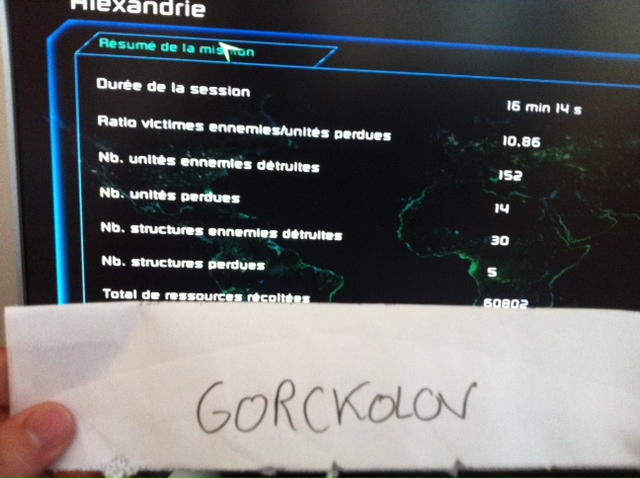 Alexandrie
Résumé de la mission
Durée de la session 16 min 14 s
Ratio victimes ennemies/unités perdues 10,86
Nb. unités ennemies détruites 152
Nb. unités perdues 14
Nb. structures ennemies détruites 30
Nb. structures perdues 5
Total de ressources récoltées 60802
GORCKOLOV